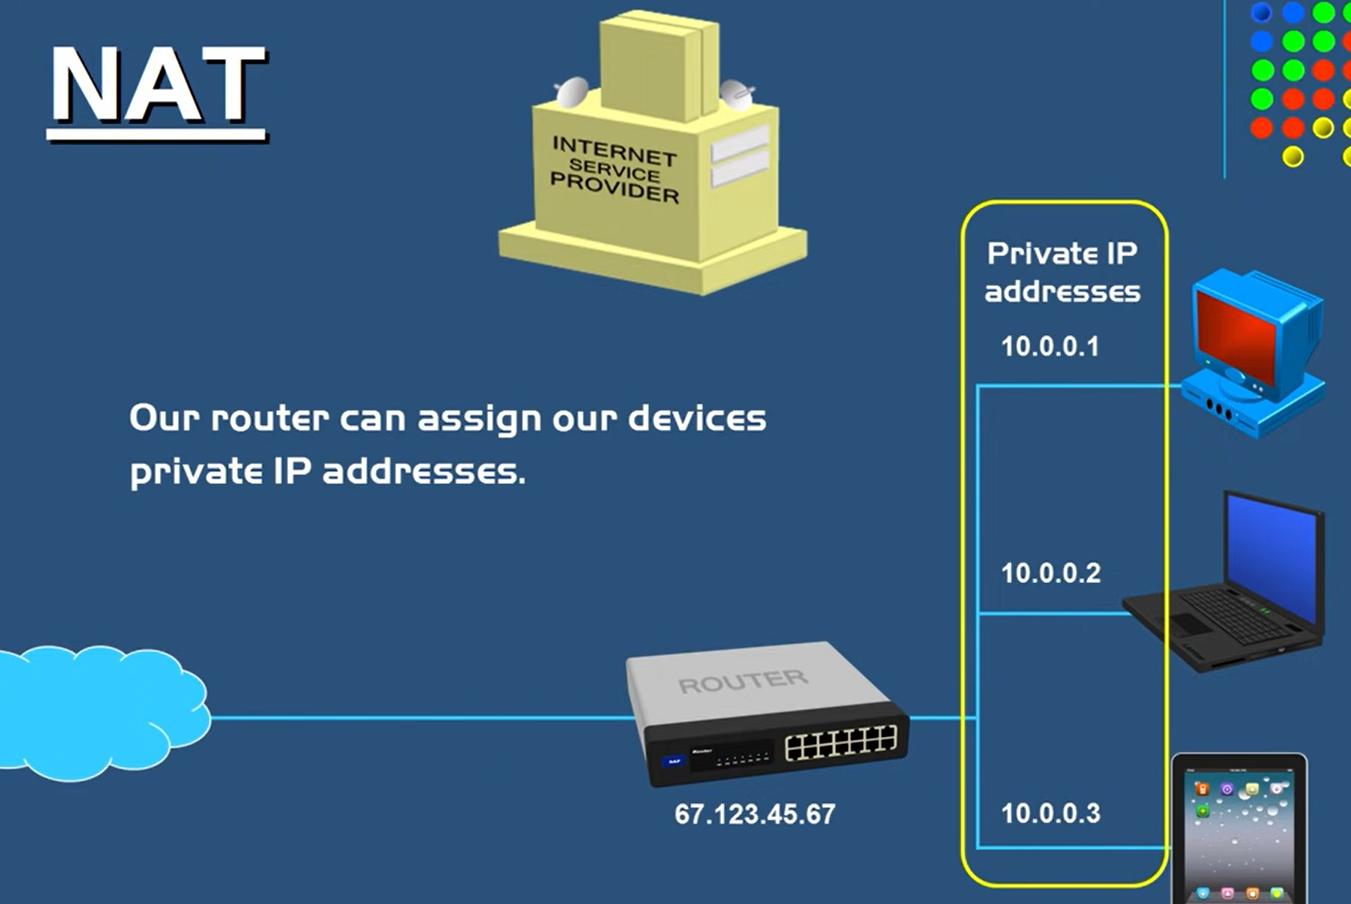 NAT
INTERNET
SERVICE
PROVIDER
Private IP
addresses
10.0.0.1
Our router can assign our devices
private IP addresses.
10.0.0.2
ROUTER
Router
67.123.45.67
10.0.0.3